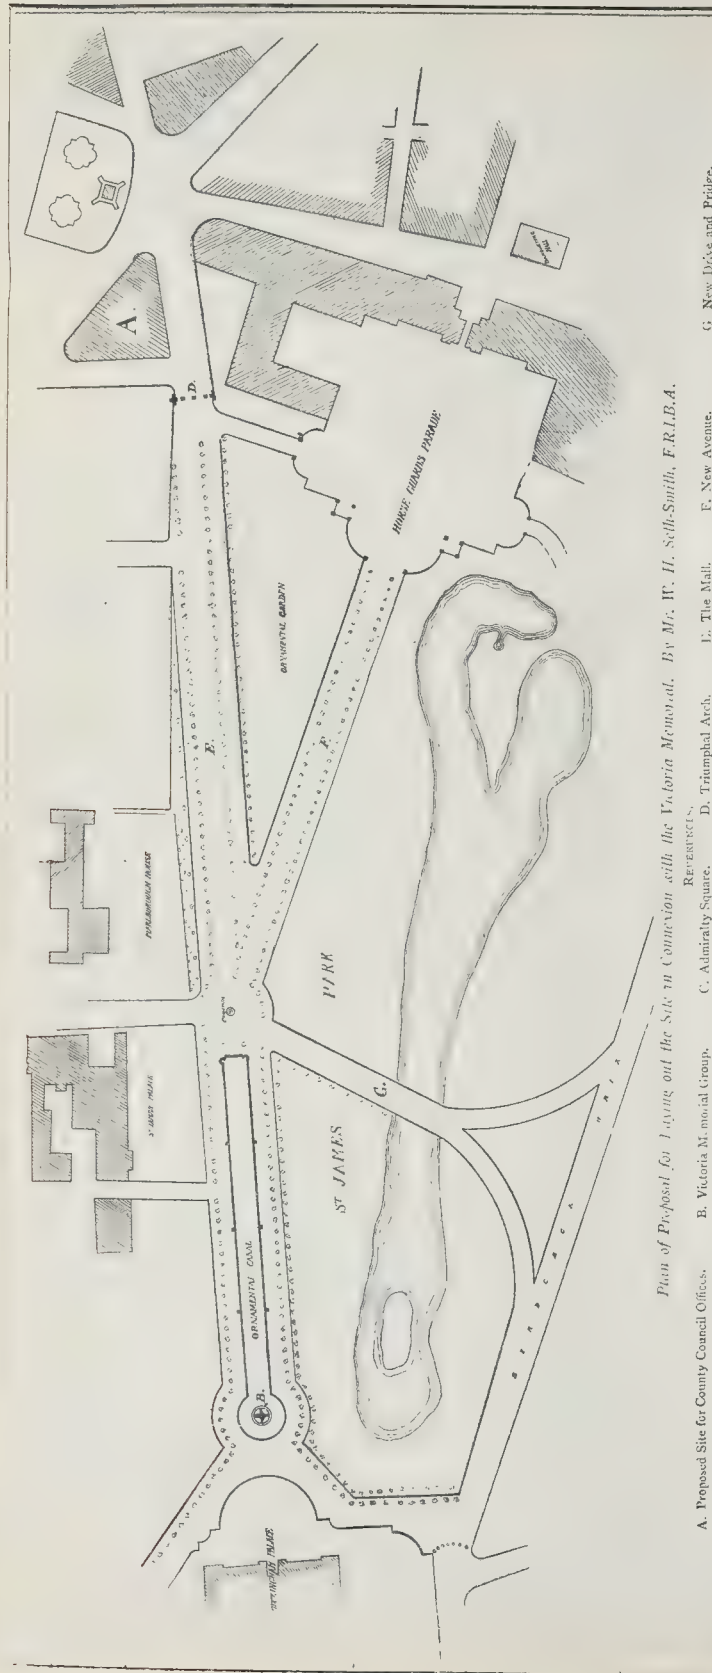 A.
D.
HORSE GUARDS PARADE
ORNAMENTAL GARDEN
E.
F.
MARLBOROUGH HOUSE
ST JAMES PALACE
PARK
ST JAMES
G.
ORNAMENTAL CANAL
B.
BUCKINGHAM PALACE
BIRDCAGE
WALK
Plan of Proposal for Laying out the Site in Connexion with the Victoria Memorial. By Mr. W. H. Seth-Smith, F.R.I.B.A.
REFERENCES.
A. Proposed Site for County Council Offices. B. Victoria Memorial Group. C. Admiralty Square. D. Triumphal Arch. E. The Mall. F. New Avenue. G. New Drive and Bridge.